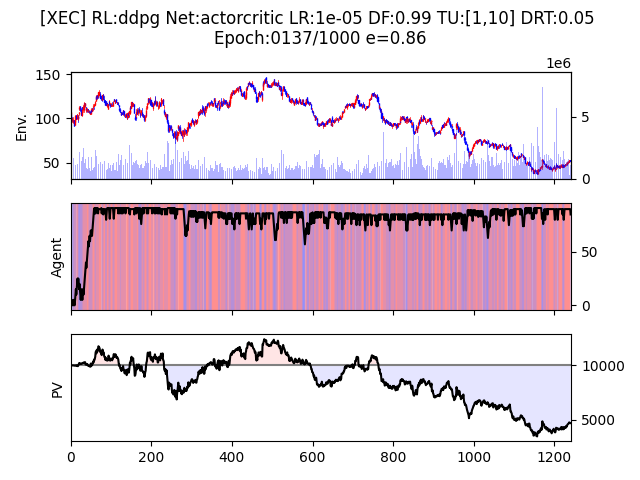 [XEC] RL:ddpg Net:actorcritic LR:1e-05 DF:0.99 TU:[1,10] DRT:0.05
Epoch:0137/1000 e=0.86
1e6
150
100
50
Env.
5
0
Agent
50
0
PV
10000
5000
0 200 400 600 800 1000 1200